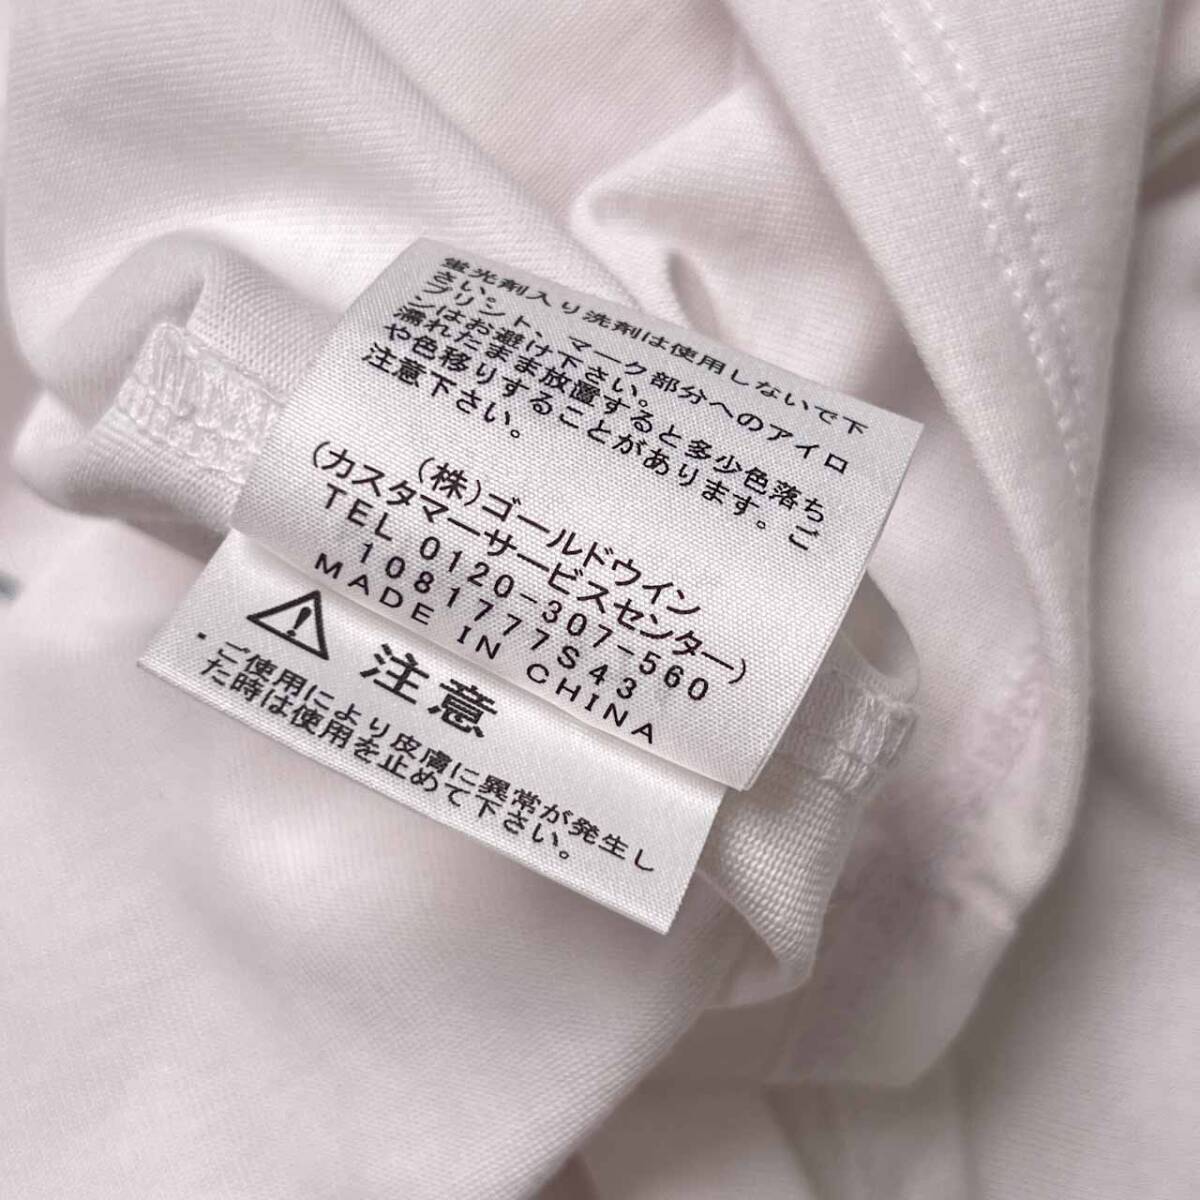 蛍光剤入り洗剤は使用しないで下
さい。
プリント、マーク部分へのアイロ
ンはお避け下さい。
濡れたまま放置すると多少色落ち
や色移りすることがあります。ご
注意下さい。
(株)ゴールドウイン
(カスタマーサービスセンター)
TEL 0120-307-560
1081777S43
MADE IN CHINA
注意
・ご使用により皮膚に異常が発生し
た時は使用を止めて下さい。